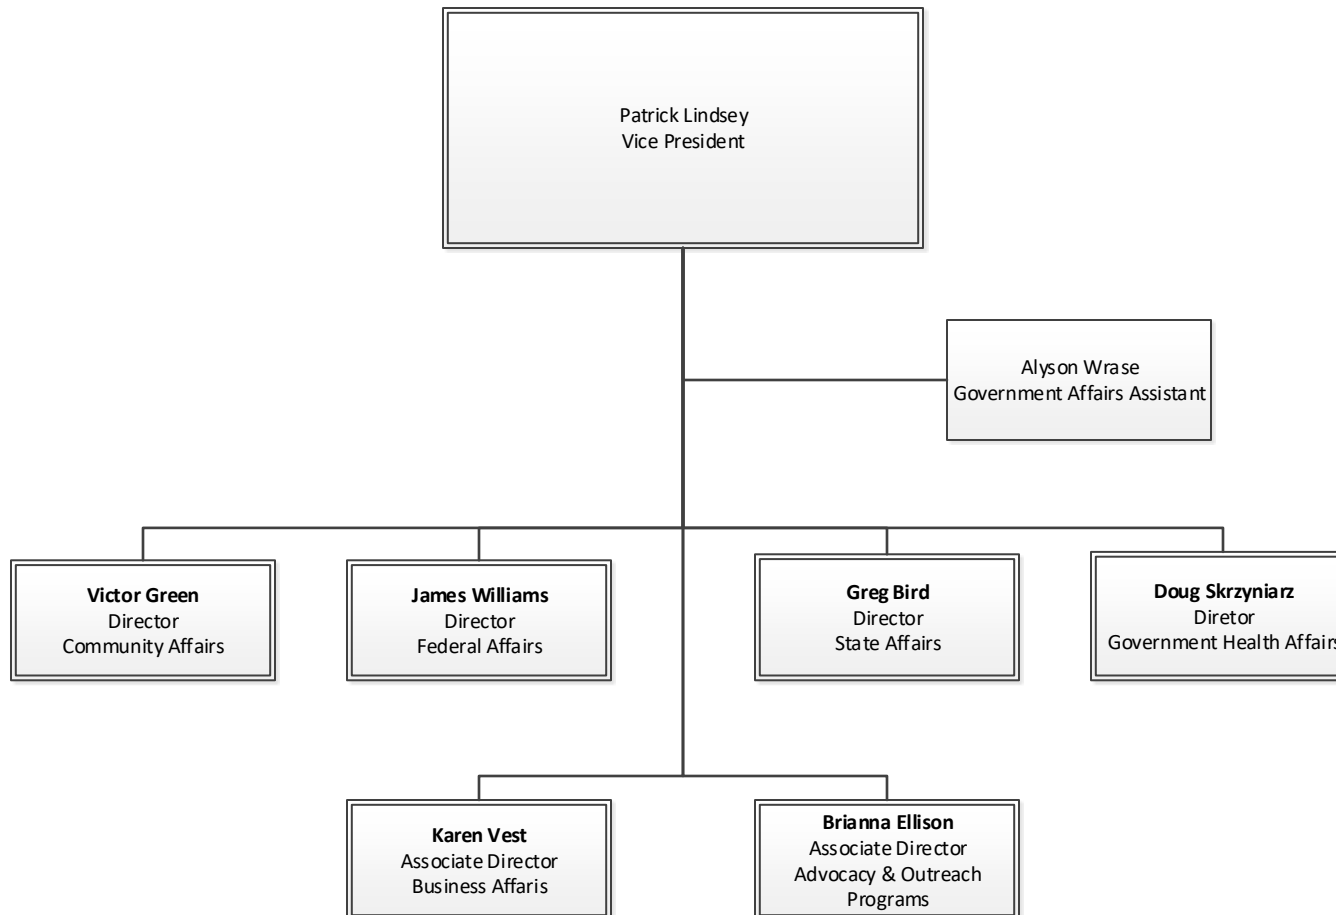 Patrick Lindsey
Vice President
Alyson Wrase
Government Affairs Assistant
Victor Green
Director
Community Affairs
James Williams
Director
Federal Affairs
Greg Bird
Director
State Affairs
Doug Skrzyniarz
Diretor
Government Health Affairs
Karen Vest
Associate Director
Business Affaris
Brianna Ellison
Associate Director
Advocacy & Outreach
Programs